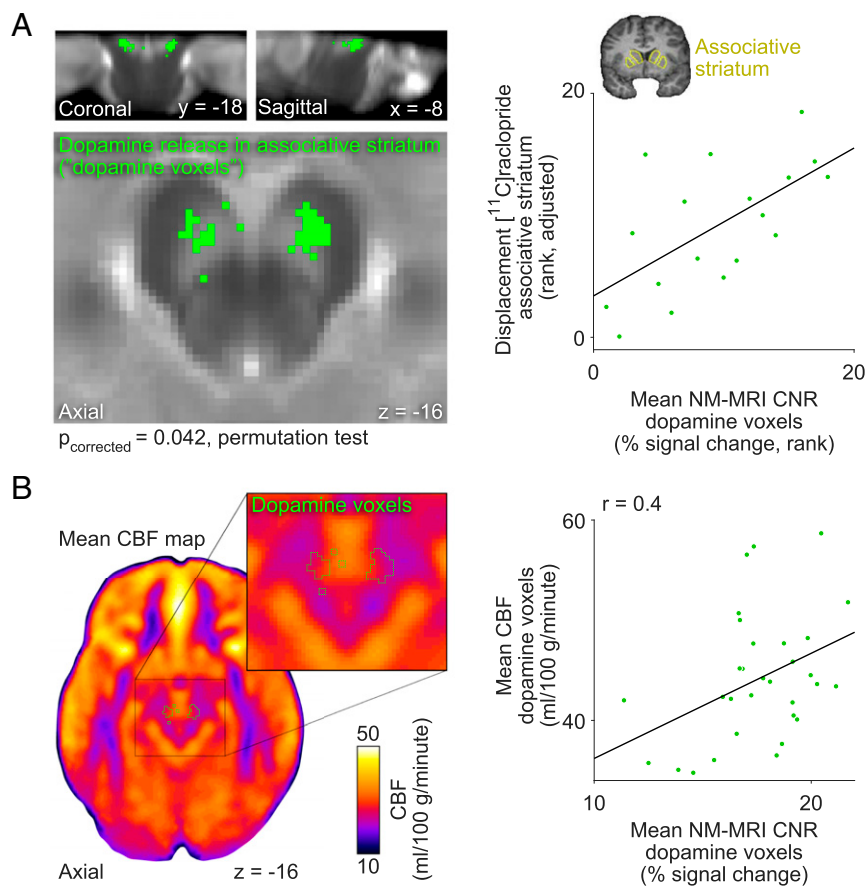 A
Coronal
y = -18
Sagittal
x = -8
Dopamine release in associative striatum
("dopamine voxels")
Axial
z = -16
p corrected = 0.042, permutation test
Associative
striatum
Displacement [11C]raclopride
associative striatum
(rank, adjusted)
20
0
0
20
Mean NM-MRI CNR
dopamine voxels
(% signal change, rank)
B
Mean CBF map
Dopamine voxels
Axial
z = -16
50
10
CBF
(ml/100 g/minute)
r = 0.4
Mean CBF
dopamine voxels
(ml/100 g/minute)
60
40
10
20
Mean NM-MRI CNR
dopamine voxels
(% signal change)